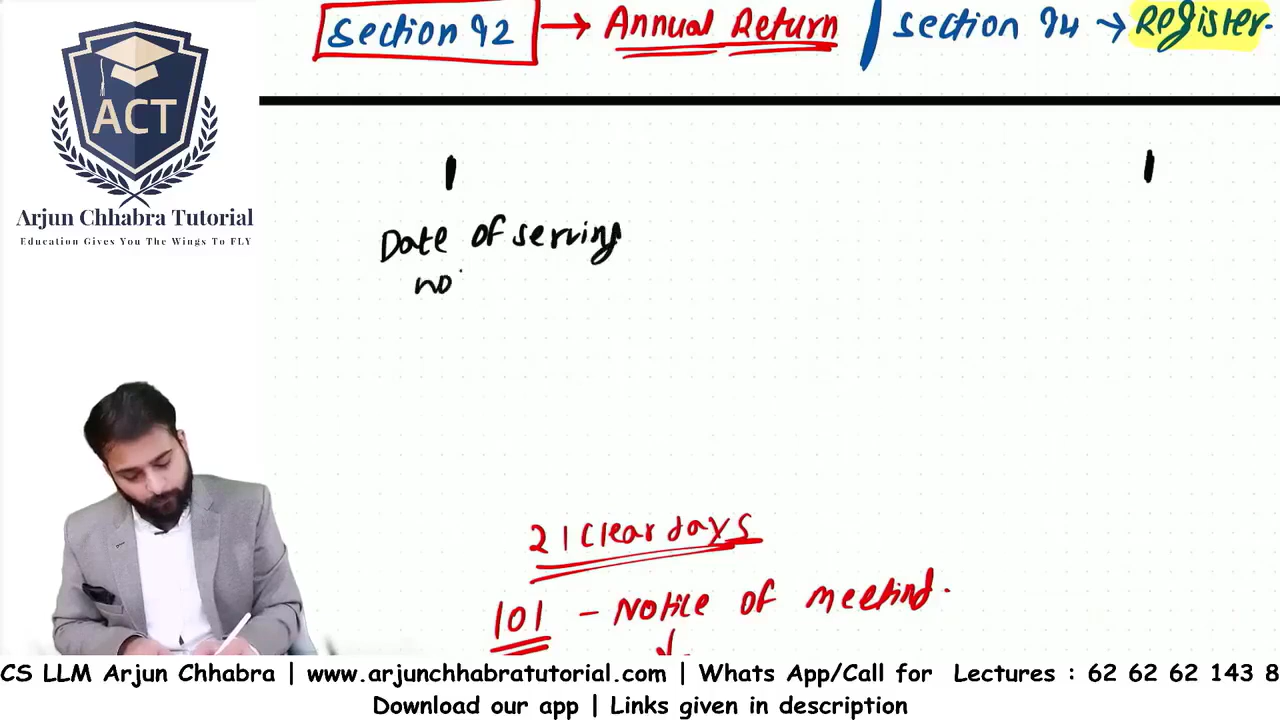 Section 92 → Annual Return / Section 94 → Register.
ACT
Arjun Chhabra Tutorial
Education Gives You The Wings To FLY
Date of serving
no
21 Clear days
101 - Notice of meeting.
CS LLM Arjun Chhabra | www.arjunchhabratutorial.com | Whats App/Call for Lectures : 62 62 62 143 8
Download our app | Links given in description